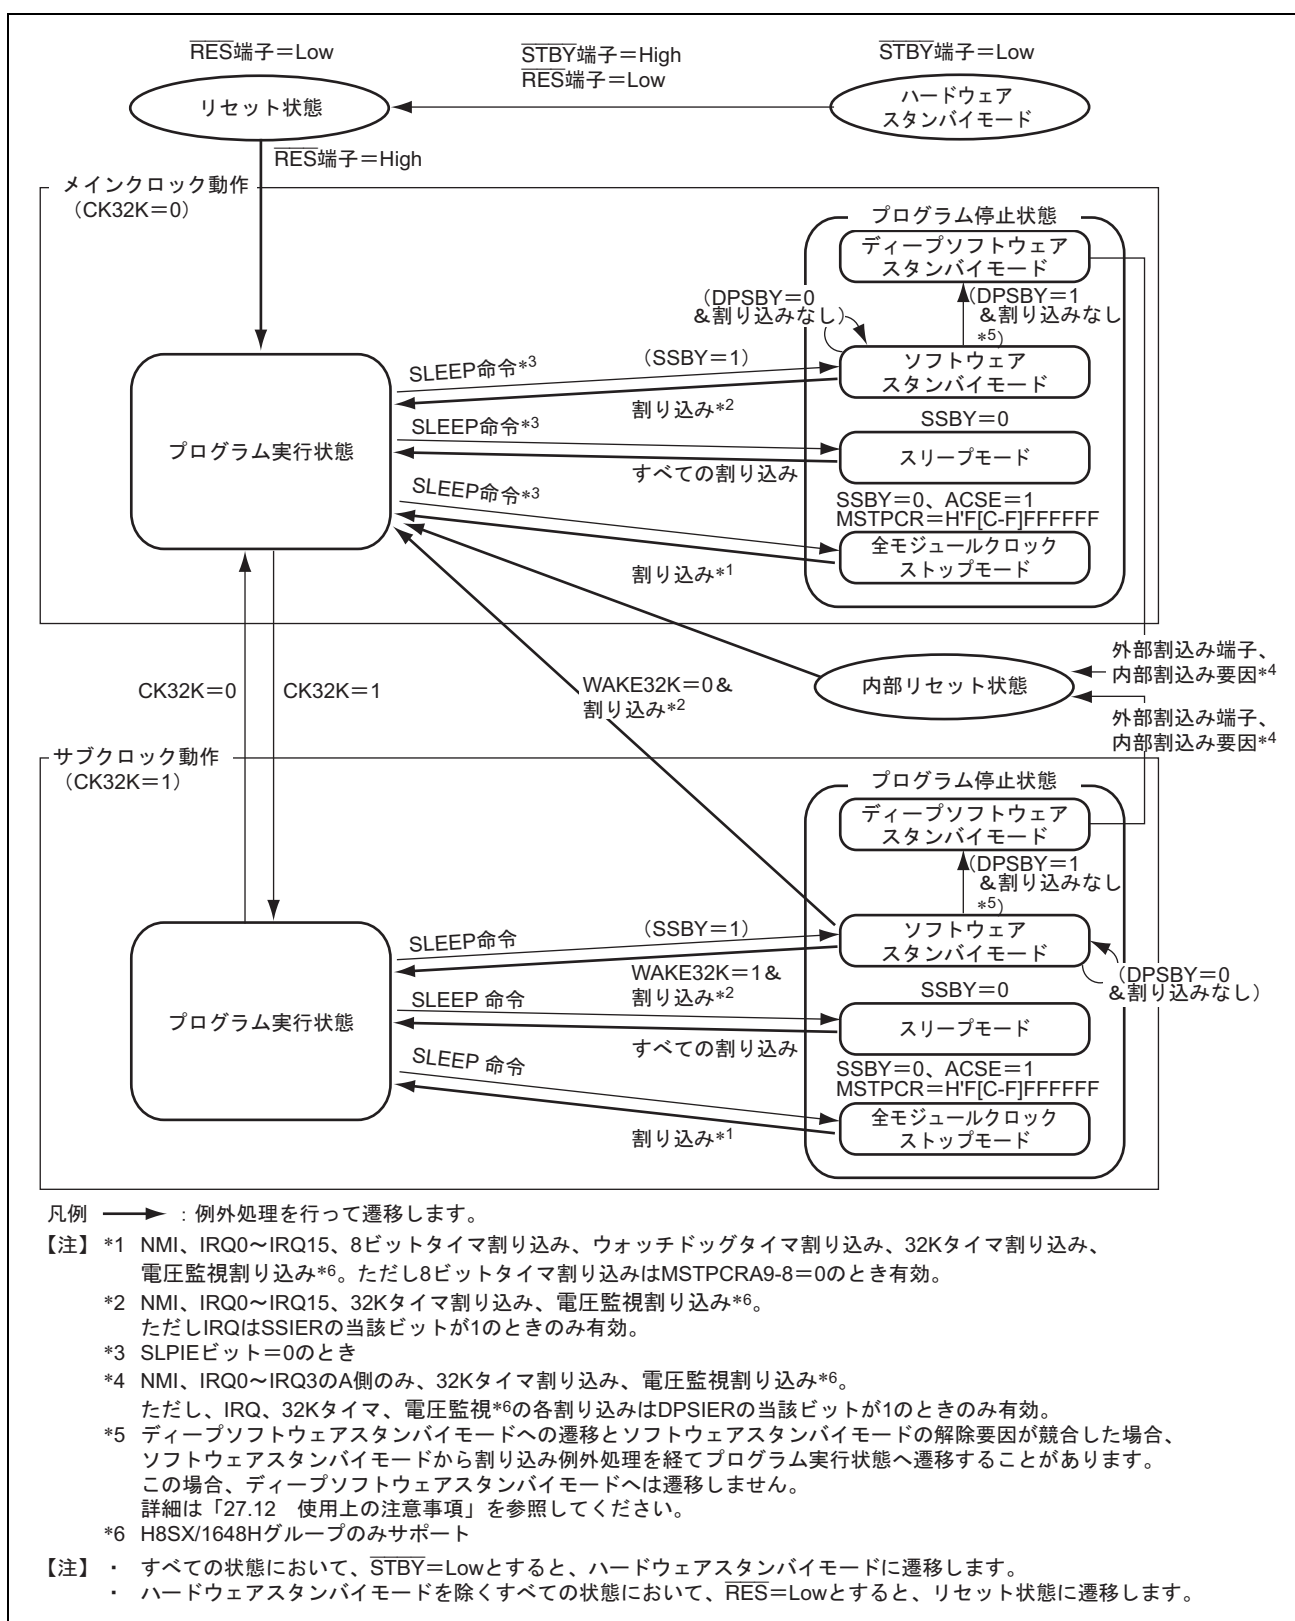 RES端子＝Low
STBY端子＝High
RES端子＝Low
STBY端子＝Low
リセット状態
ハードウェア
スタンバイモード
RES端子＝High
メインクロック動作
（CK32K＝0）
プログラム停止状態
ディープソフトウェア
スタンバイモード
（DPSBY＝0
＆割り込みなし）
（DPSBY＝1
＆割り込みなし
*5）
SLEEP命令*3
（SSBY＝1）
ソフトウェア
スタンバイモード
割り込み*2
SLEEP命令*3
SSBY＝0
プログラム実行状態
スリープモード
すべての割り込み
SLEEP命令*3
SSBY＝0、ACSE＝1
MSTPCR＝H'F[C-F]FFFFFF
全モジュールクロック
ストップモード
割り込み*1
外部割込み端子、
内部割込み要因*4
CK32K＝0
CK32K＝1
WAKE32K＝0＆
割り込み*2
内部リセット状態
外部割込み端子、
内部割込み要因*4
サブクロック動作
（CK32K＝1）
プログラム停止状態
ディープソフトウェア
スタンバイモード
（DPSBY＝1
＆割り込みなし
*5）
SLEEP命令
（SSBY＝1）
ソフトウェア
スタンバイモード
（DPSBY＝0
＆割り込みなし）
WAKE32K＝1＆
割り込み*2
SLEEP 命令
SSBY＝0
プログラム実行状態
スリープモード
すべての割り込み
SLEEP 命令
SSBY＝0、ACSE＝1
MSTPCR＝H'F[C-F]FFFFFF
全モジュールクロック
ストップモード
割り込み*1
凡例 ：例外処理を行って遷移します。
【注】 *1 NMI、IRQ0～IRQ15、8ビットタイマ割り込み、ウォッチドッグタイマ割り込み、32Kタイマ割り込み、
電圧監視割り込み*6。ただし8ビットタイマ割り込みはMSTPCRA9-8＝0のとき有効。
*2 NMI、IRQ0～IRQ15、32Kタイマ割り込み、電圧監視割り込み*6。
ただしIRQはSSIERの当該ビットが1のときのみ有効。
*3 SLPIEビット＝0のとき
*4 NMI、IRQ0～IRQ3のA側のみ、32Kタイマ割り込み、電圧監視割り込み*6。
ただし、IRQ、32Kタイマ、電圧監視*6の各割り込みはDPSIERの当該ビットが1のときのみ有効。
*5 ディープソフトウェアスタンバイモードへの遷移とソフトウェアスタンバイモードの解除要因が競合した場合、
ソフトウェアスタンバイモードから割り込み例外処理を経てプログラム実行状態へ遷移することがあります。
この場合、ディープソフトウェアスタンバイモードへは遷移しません。
詳細は「27.12　使用上の注意事項」を参照してください。
*6 H8SX/1648Hグループのみサポート
【注】 ・ すべての状態において、STBY＝Lowとすると、ハードウェアスタンバイモードに遷移します。
・ ハードウェアスタンバイモードを除くすべての状態において、RES＝Lowとすると、リセット状態に遷移します。